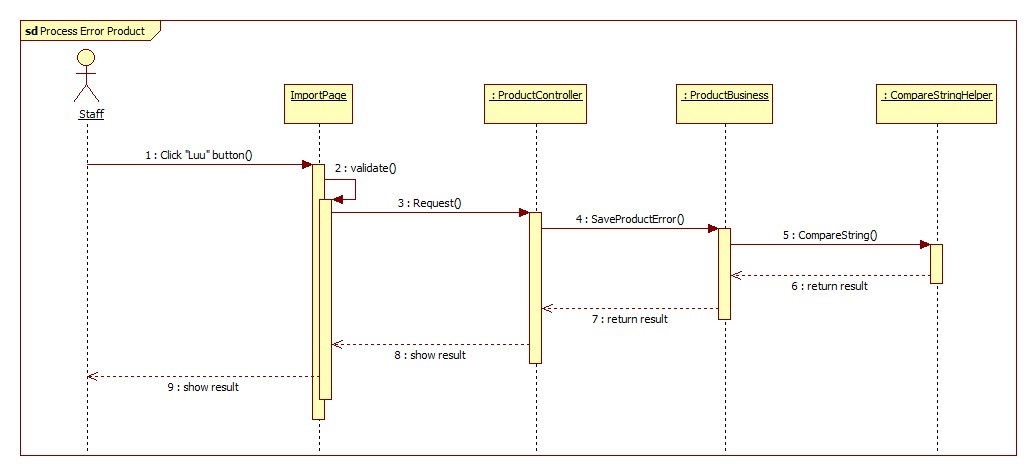 sd Process Error Product
Staff
ImportPage
: ProductController
: ProductBusiness
: CompareStringHelper
1 : Click "Luu" button()
2 : validate()
3 : Request()
4 : SaveProductError()
5 : CompareString()
6 : return result
7 : return result
8 : show result
9 : show result